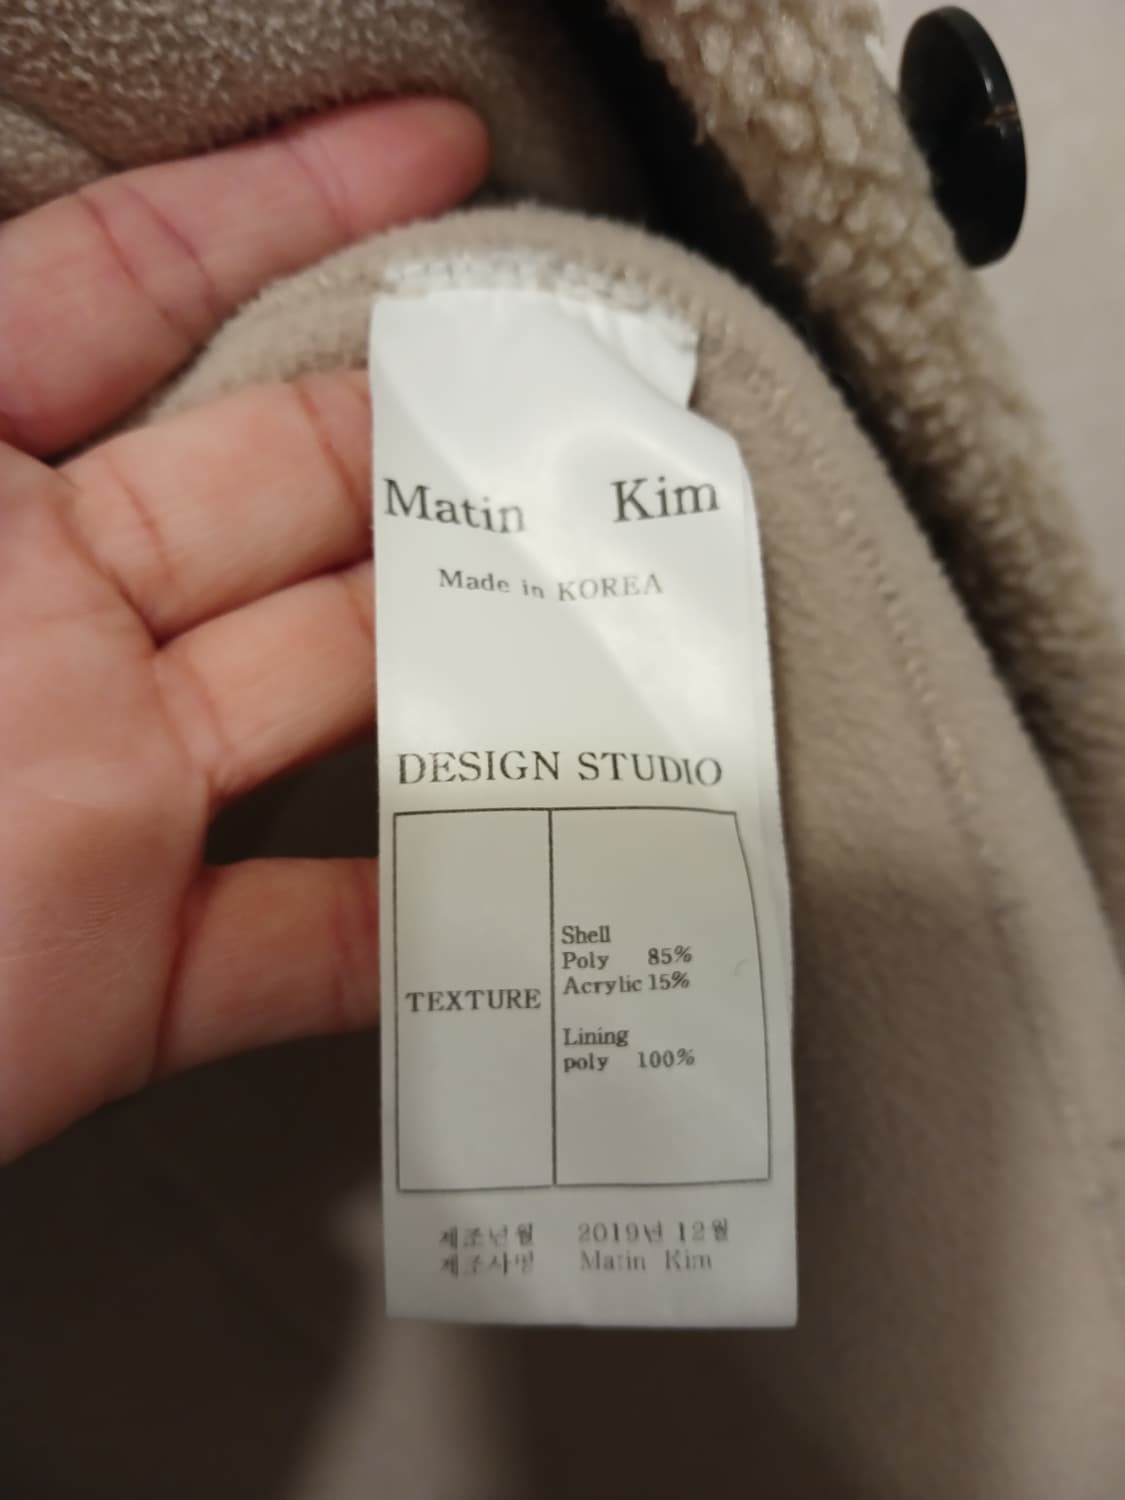 Matin Kim
Made in KOREA
DESIGN STUDIO
TEXTURE
Shell
Poly 85%
Acrylic 15%
Lining
poly 100%
제조년월 2019년 12월
제조사명 Matin Kim